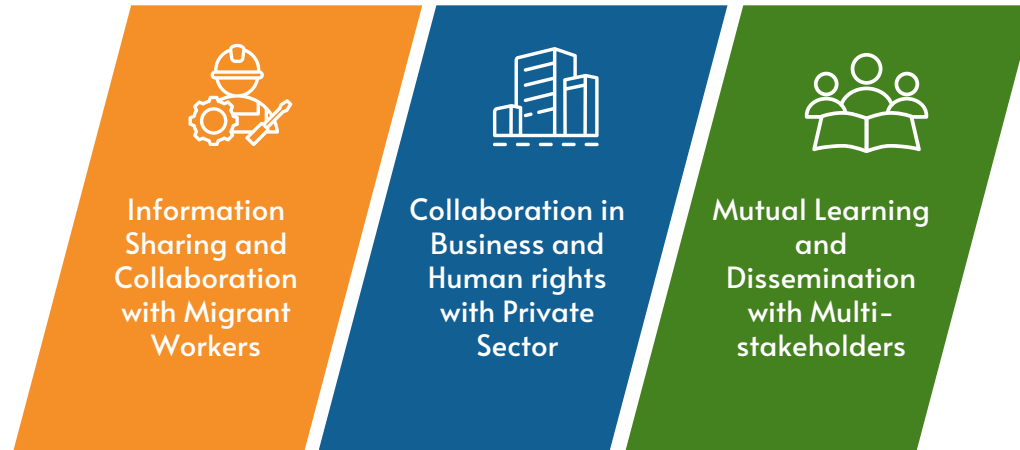 Information
Sharing and
Collaboration
with Migrant
Workers
Collaboration in
Business and
Human rights
with Private
Sector
Mutual Learning
and
Dissemination
with Multi-
stakeholders